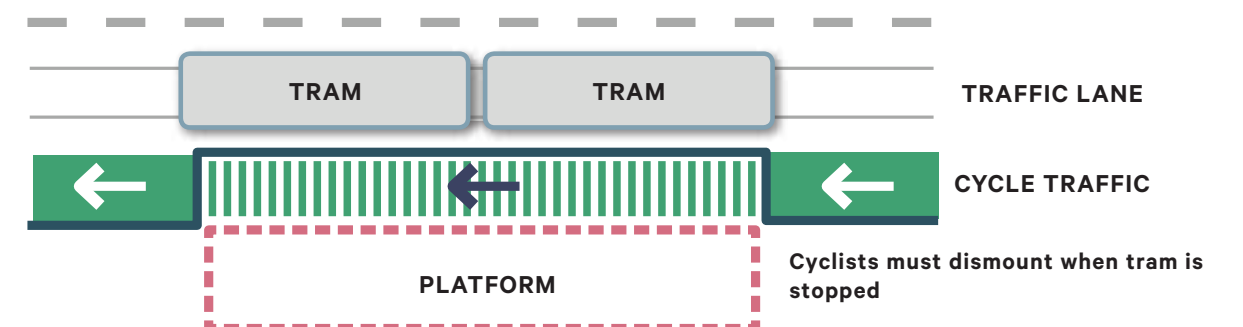 TRAM TRAM
TRAFFIC LANE
CYCLE TRAFFIC
PLATFORM
Cyclists must dismount when tram is
stopped